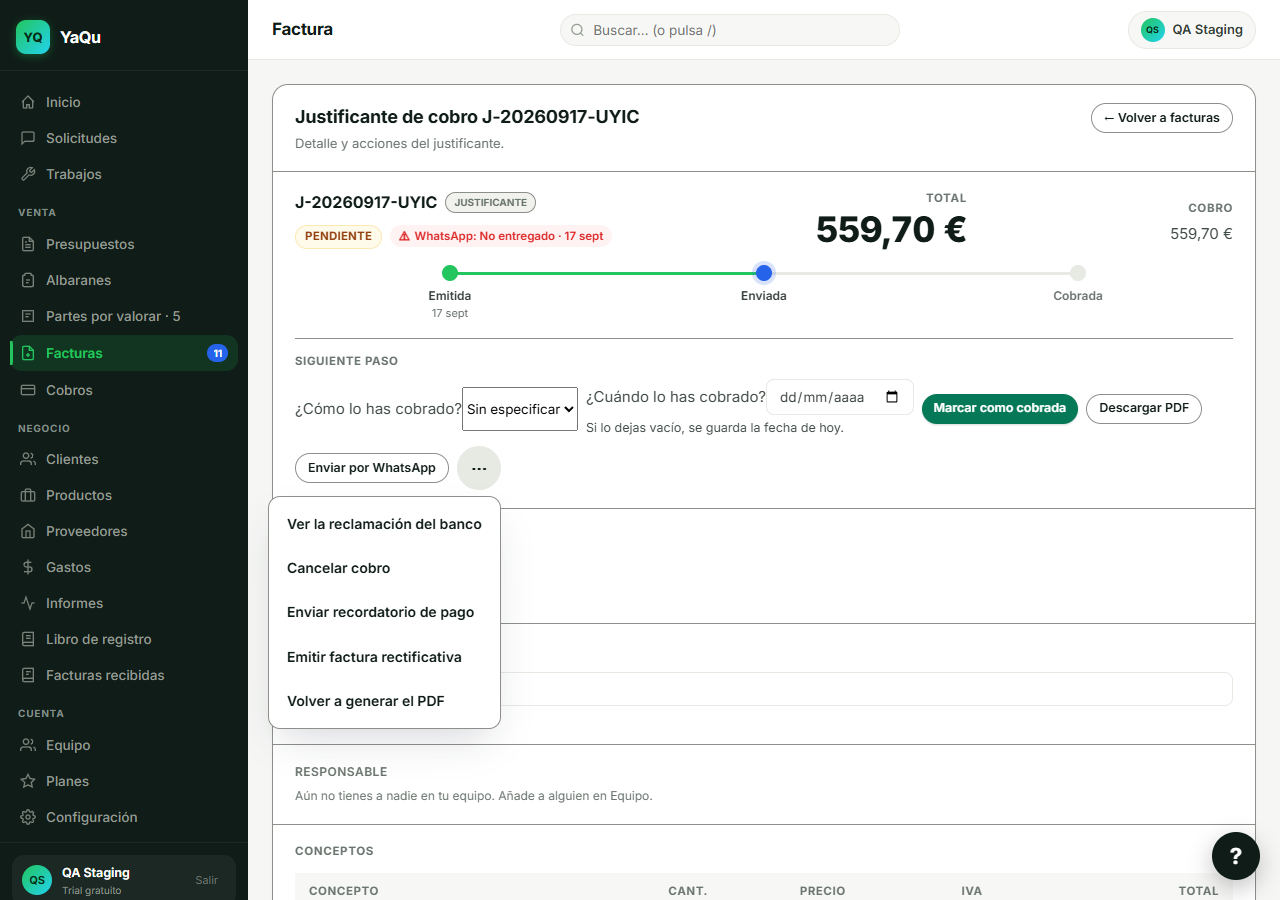 YQ YaQu
Inicio
Solicitudes
Trabajos
VENTA
Presupuestos
Albaranes
Partes por valorar · 5
Facturas 11
Cobros
NEGOCIO
Clientes
Productos
Proveedores
Gastos
Informes
Libro de registro
Facturas recibidas
CUENTA
Equipo
Planes
Configuración
QS QA Staging
Trial gratuito
Salir
Factura
Buscar... (o pulsa /)
QS QA Staging
Justificante de cobro J-20260917-UYIC
Detalle y acciones del justificante.
← Volver a facturas
J-20260917-UYIC JUSTIFICANTE
PENDIENTE ⚠ WhatsApp: No entregado · 17 sept
TOTAL
559,70 €
COBRO
559,70 €
Emitida
17 sept
Enviada
Cobrada
SIGUIENTE PASO
¿Cómo lo has cobrado? Sin especificar
¿Cuándo lo has cobrado? dd/mm/aaaa
Si lo dejas vacío, se guarda la fecha de hoy.
Marcar como cobrada
Descargar PDF
Enviar por WhatsApp
···
Ver la reclamación del banco
Cancelar cobro
Enviar recordatorio de pago
Emitir factura rectificativa
Volver a generar el PDF
RESPONSABLE
Aún no tienes a nadie en tu equipo. Añade a alguien en Equipo.
CONCEPTOS
CONCEPTO CANT. PRECIO IVA TOTAL
?